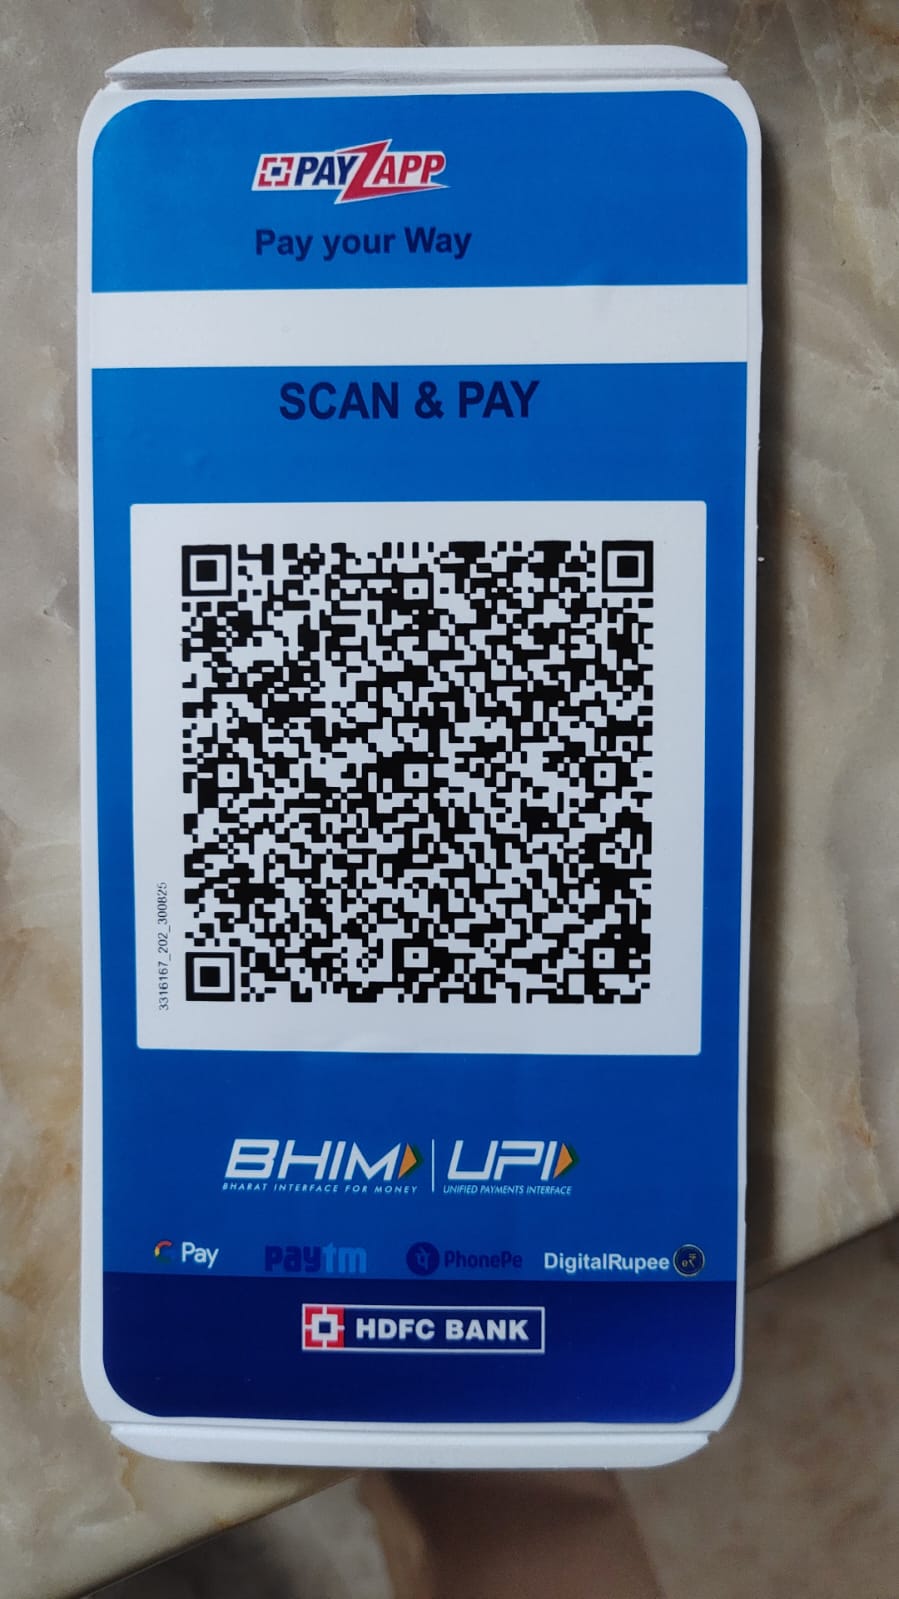 PAYZAPP
Pay your Way
SCAN & PAY
3316167_202_300825
BHIM UPI
BHARAT INTERFACE FOR MONEY UNIFIED PAYMENTS INTERFACE
G Pay paytm PhonePe DigitalRupee e₹
HDFC BANK